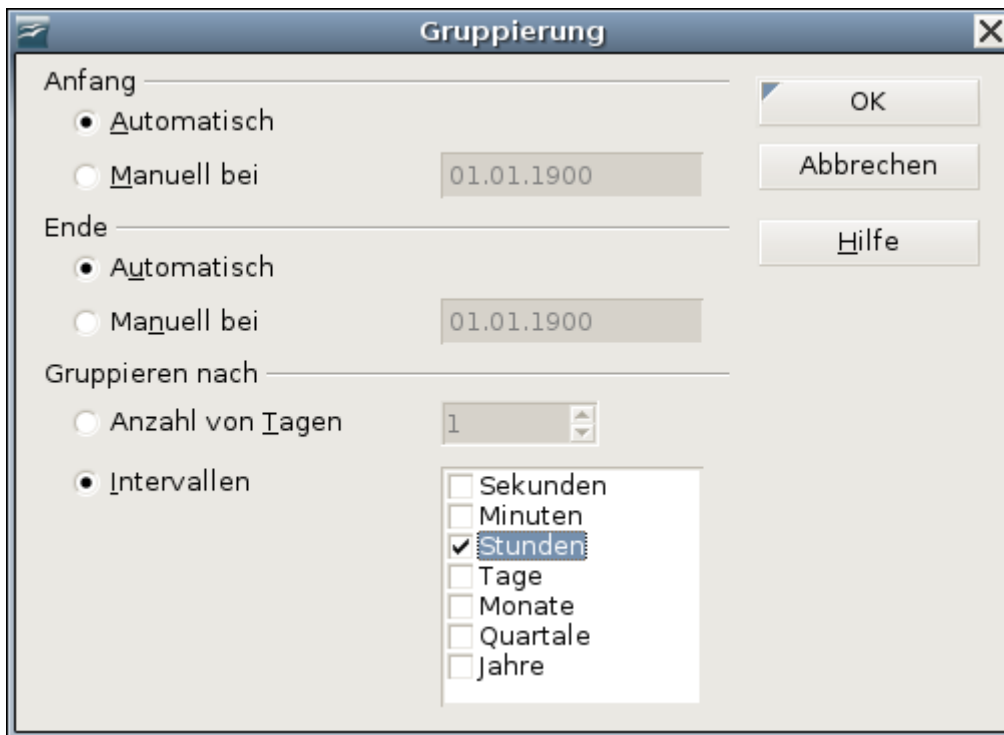 Gruppierung
Anfang
Automatisch
Manuell bei
01.01.1900
Ende
Automatisch
Manuell bei
01.01.1900
Gruppieren nach
Anzahl von Tagen
1
Intervallen
Sekunden
Minuten
Stunden
Tage
Monate
Quartale
Jahre
OK
Abbrechen
Hilfe